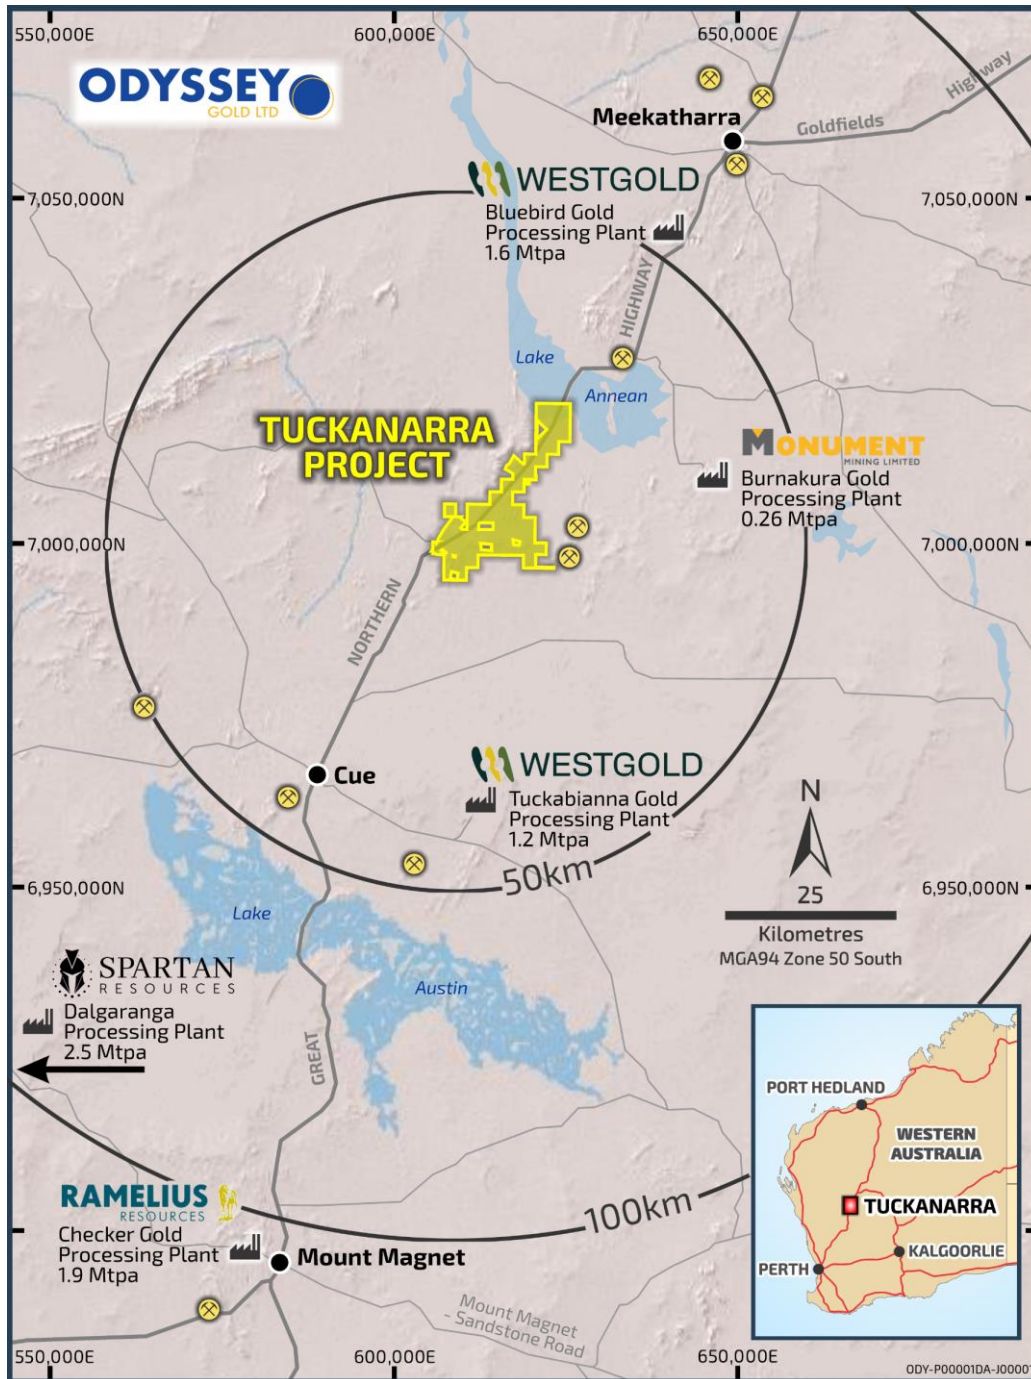 550,000E
600,000E
650,000E
ODYSSEY
GOLD LTD
Highway
Goldfields
Meekatharra
7,050,000N
7,050,000N
WESTGOLD
Bluebird Gold
Processing Plant
1.6 Mtpa
HIGHWAY
Lake
Annean
TUCKANARRA
PROJECT
MONUMENT
MINING LIMITED
Burnakura Gold
Processing Plant
0.26 Mtpa
7,000,000N
7,000,000N
NORTHERN
Cue
WESTGOLD
Tuckabianna Gold
Processing Plant
1.2 Mtpa
50km
N
25
Kilometres
MGA94 Zone 50 South
6,950,000N
6,950,000N
Lake
Austin
SPARTAN
RESOURCES
Dalgaranga
Processing Plant
2.5 Mtpa
GREAT
100km
RAMELIUS
RESOURCES
Checker Gold
Processing Plant
1.9 Mtpa
Mount Magnet
Mount Magnet
- Sandstone Road
PORT HEDLAND
WESTERN
AUSTRALIA
TUCKANARRA
KALGOORLIE
PERTH
550,000E
600,000E
650,000E